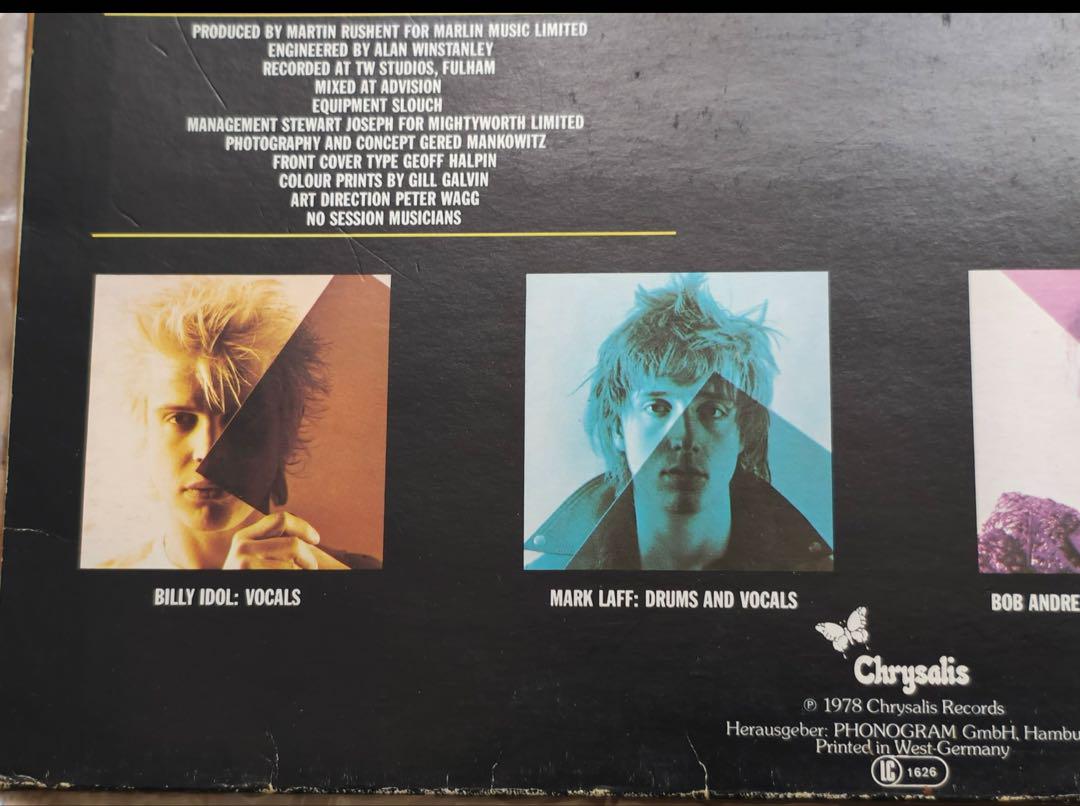 PRODUCED BY MARTIN RUSHENT FOR MARLIN MUSIC LIMITED
ENGINEERED BY ALAN WINSTANLEY
RECORDED AT TW STUDIOS, FULHAM
MIXED AT ADVISION
EQUIPMENT SLOUCH
MANAGEMENT STEWART JOSEPH FOR MIGHTYWORTH LIMITED
PHOTOGRAPHY AND CONCEPT GERED MANKOWITZ
FRONT COVER TYPE GEOFF HALPIN
COLOUR PRINTS BY GILL GALVIN
ART DIRECTION PETER WAGG
NO SESSION MUSICIANS
BILLY IDOL: VOCALS
MARK LAFF: DRUMS AND VOCALS
BOB ANDRE
Chrysalis
℗ 1978 Chrysalis Records
Herausgeber: PHONOGRAM GmbH, Hambu
Printed in West-Germany
LC 1626